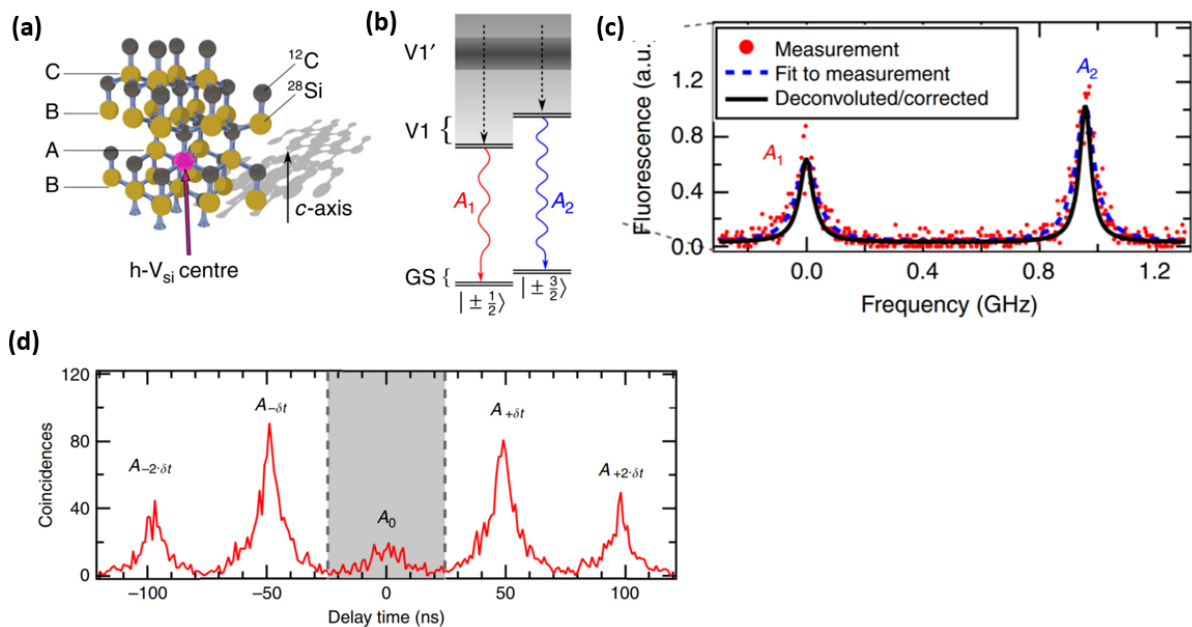 (a)
C
B
A
B
¹²C
²⁸Si
c-axis
h-V_Si centre
(b)
V1′
V1 {
A₁
A₂
GS {
|± 1/2⟩
|± 3/2⟩
(c)
Fluorescence (a.u.)
1.2
0.8
0.4
0.0
Measurement
Fit to measurement
Deconvoluted/corrected
A₁
A₂
0.0 0.4 0.8 1.2
Frequency (GHz)
(d)
Coincidences
120
80
40
0
A₋₂.δt
A₋δt
A₀
A₊δt
A₊₂.δt
−100 −50 0 50 100
Delay time (ns)